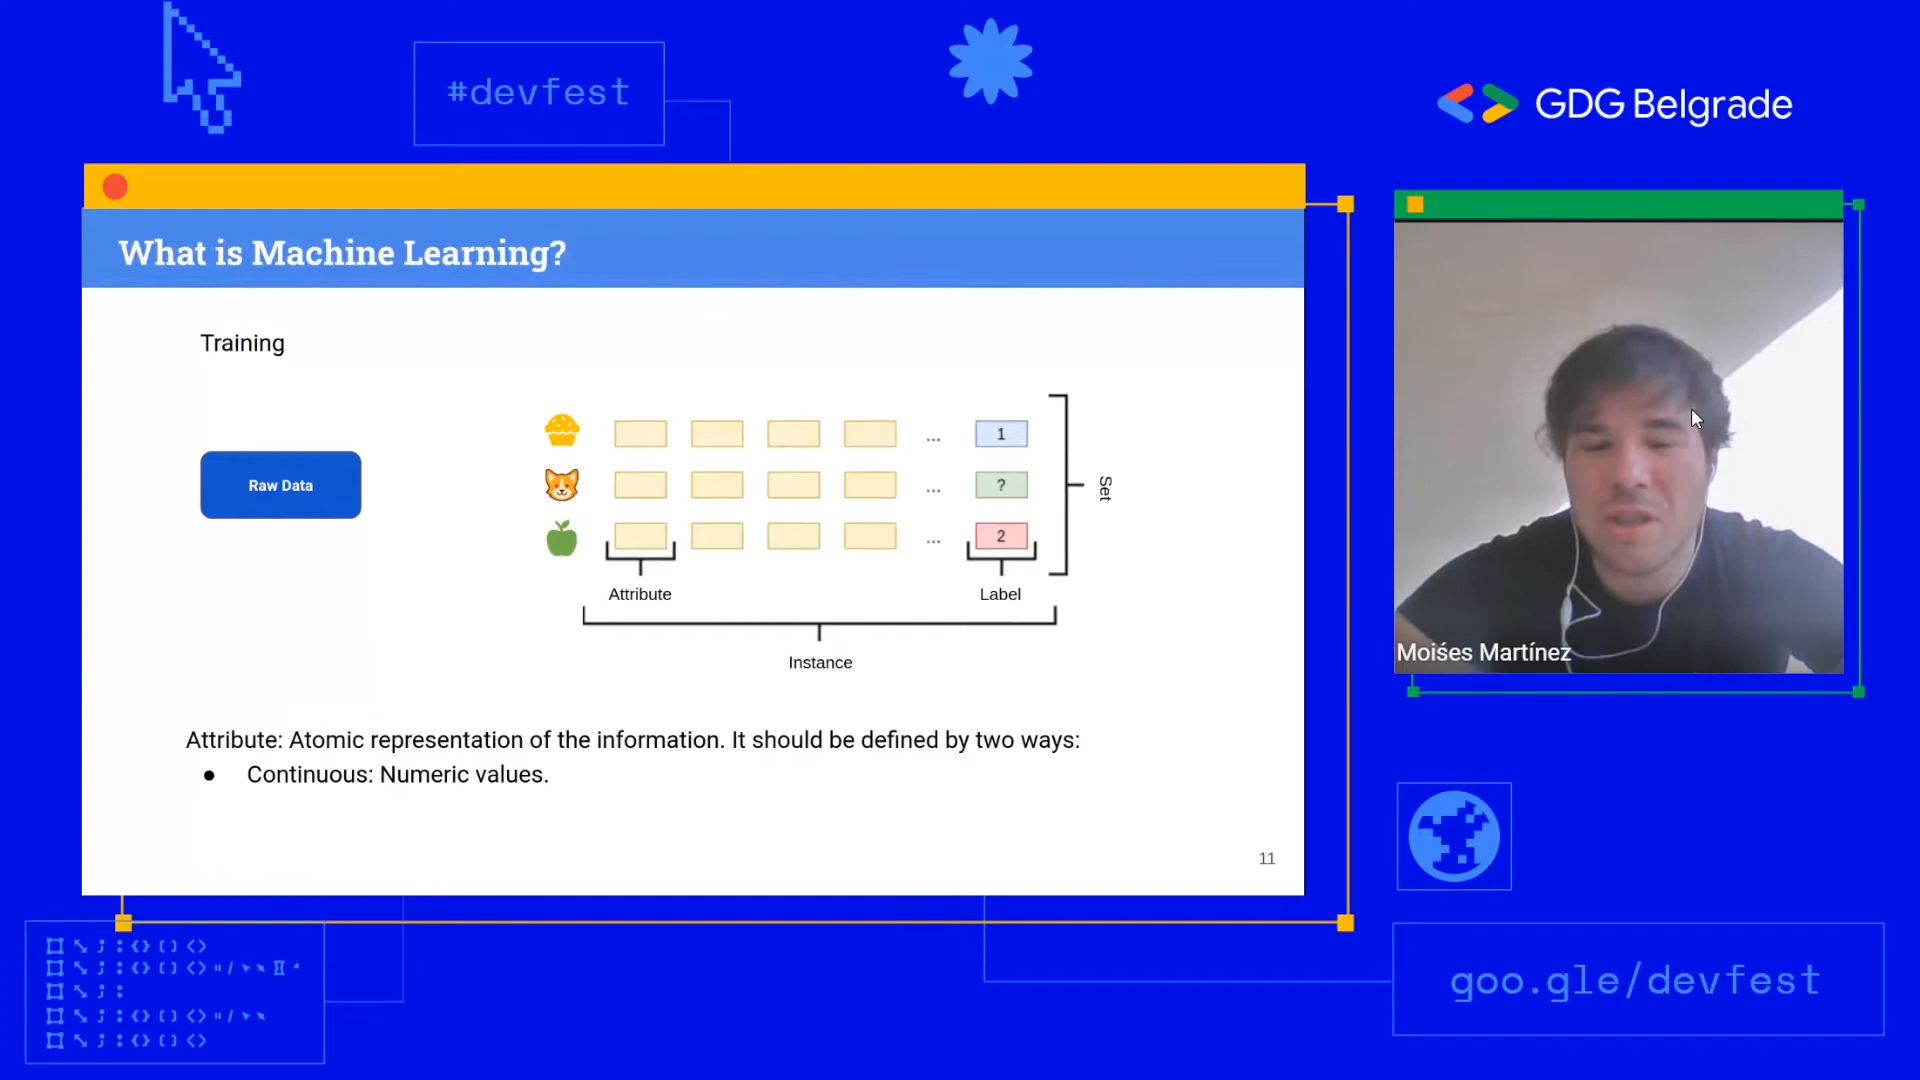 #devfest
GDG Belgrade
What is Machine Learning?
Training
Raw Data
... 1
... ?
... 2
Set
Attribute
Label
Instance
Attribute: Atomic representation of the information. It should be defined by two ways:
● Continuous: Numeric values.
11
Moiśes Martínez
goo.gle/devfest